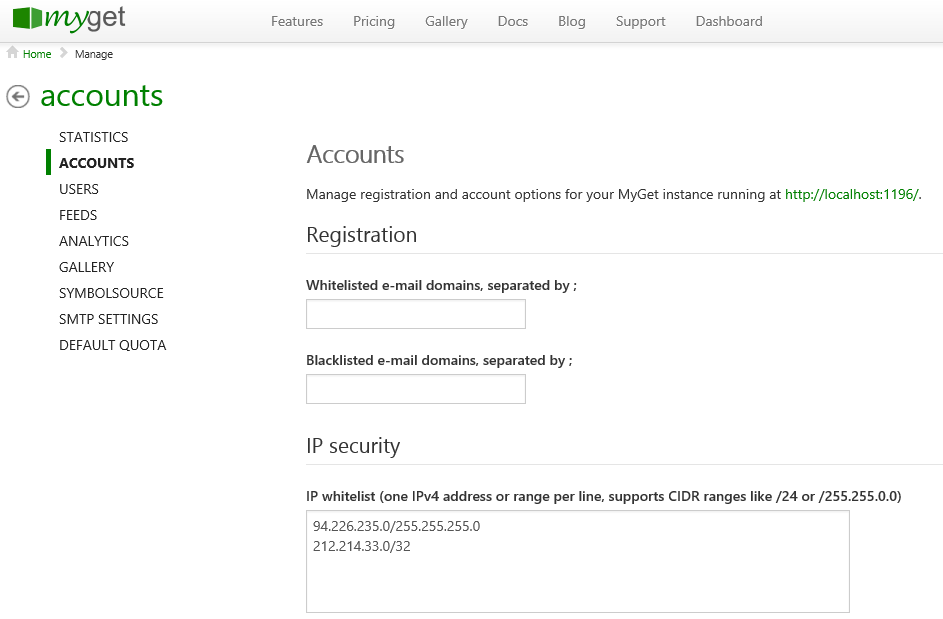 myget
Features Pricing Gallery Docs Blog Support Dashboard
Home Manage
accounts
STATISTICS
ACCOUNTS
USERS
FEEDS
ANALYTICS
GALLERY
SYMBOLSOURCE
SMTP SETTINGS
DEFAULT QUOTA
Accounts
Manage registration and account options for your MyGet instance running at http://localhost:1196/.
Registration
Whitelisted e-mail domains, separated by ;
Blacklisted e-mail domains, separated by ;
IP security
IP whitelist (one IPv4 address or range per line, supports CIDR ranges like /24 or /255.255.0.0)
94.226.235.0/255.255.255.0
212.214.33.0/32